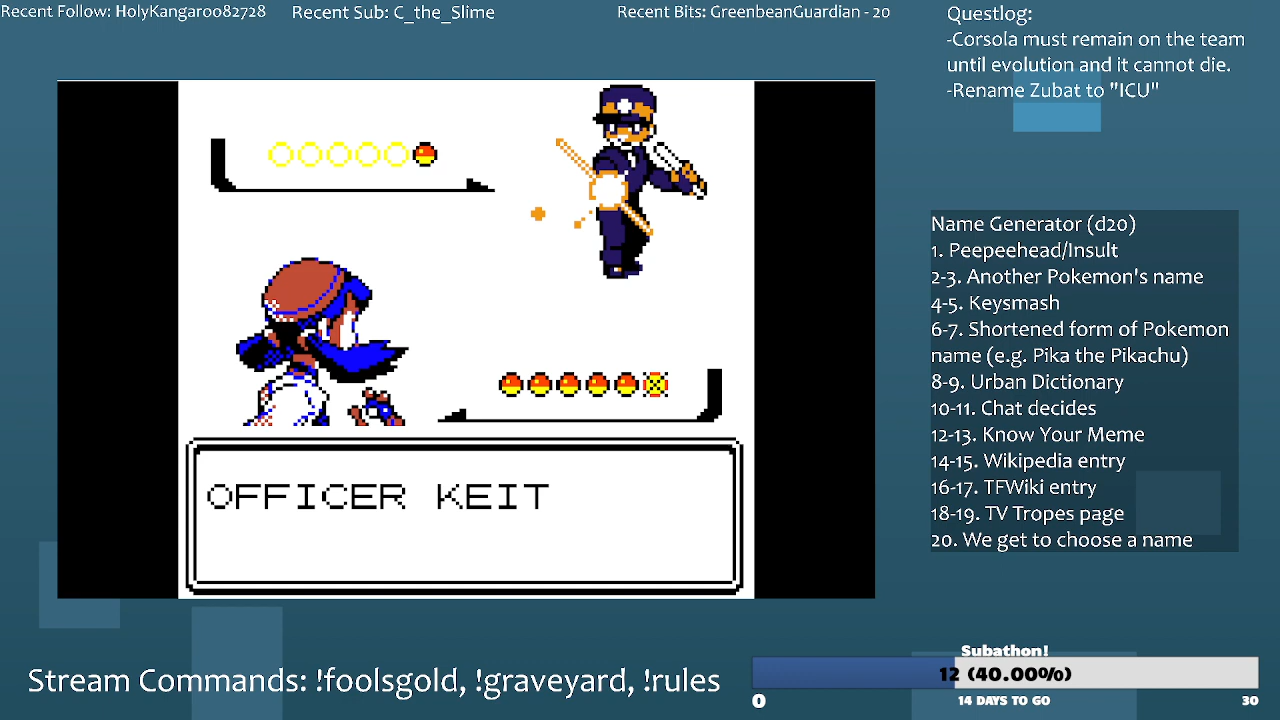 Recent Follow: HolyKangaroo82728
Recent Sub: C_the_Slime
Recent Bits: GreenbeanGuardian - 20
Questlog:
-Corsola must remain on the team
until evolution and it cannot die.
-Rename Zubat to "ICU"
Name Generator (d20)
1. Peepeehead/Insult
2-3. Another Pokemon's name
4-5. Keysmash
6-7. Shortened form of Pokemon
name (e.g. Pika the Pikachu)
8-9. Urban Dictionary
10-11. Chat decides
12-13. Know Your Meme
14-15. Wikipedia entry
16-17. TFWiki entry
18-19. TV Tropes page
20. We get to choose a name
OFFICER KEIT
Stream Commands: !foolsgold, !graveyard, !rules
Subathon!
12 (40.00%)
0
14 DAYS TO GO
30